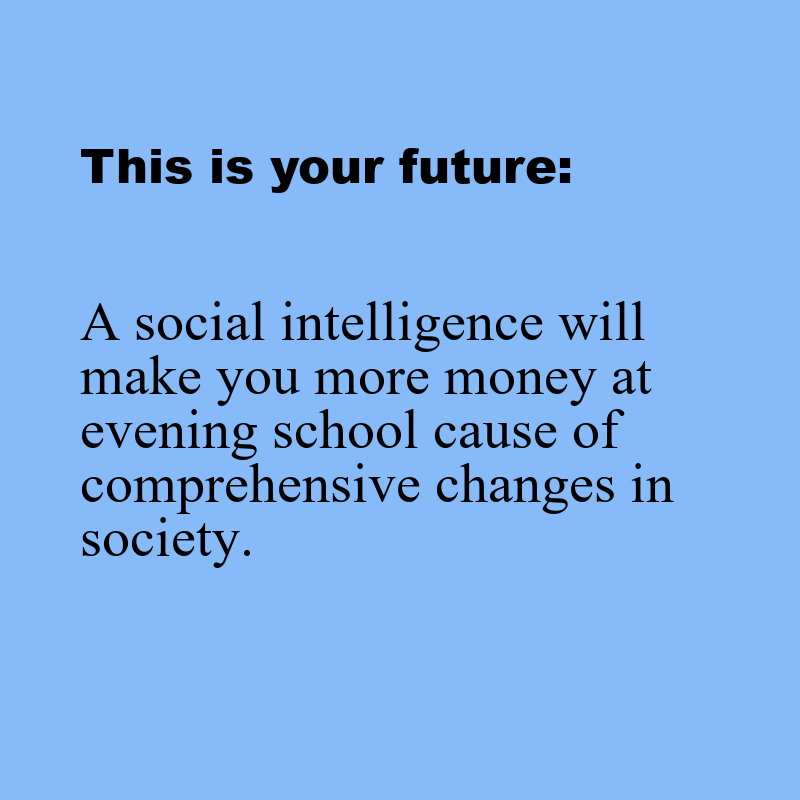 This is your future:
A social intelligence will
make you more money at
evening school cause of
comprehensive changes in
society.